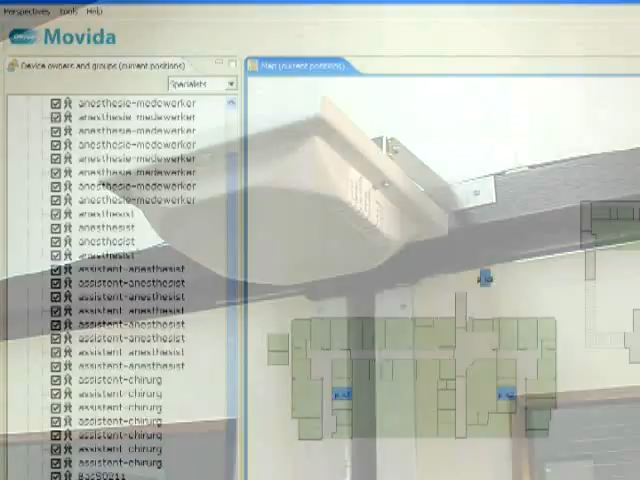 Perspectives Tools Help
Movida
Device owners and groups (current positions)
Map (current positions)
Specialists
anesthesie-medewerker
anesthesie-medewerker
anesthesie-medewerker
anesthesie-medewerker
anesthesie-medewerker
anesthesie-medewerker
anesthesie-medewerker
anesthesie-medewerker
anesthesist
anesthesist
anesthesist
anesthesist
assistent-anesthesist
assistent-anesthesist
assistent-anesthesist
assistent-anesthesist
assistent-anesthesist
assistent-anesthesist
assistent-anesthesist
assistent-anesthesist
assistent-chirurg
assistent-chirurg
assistent-chirurg
assistent-chirurg
assistent-chirurg
assistent-chirurg
assistent-chirurg